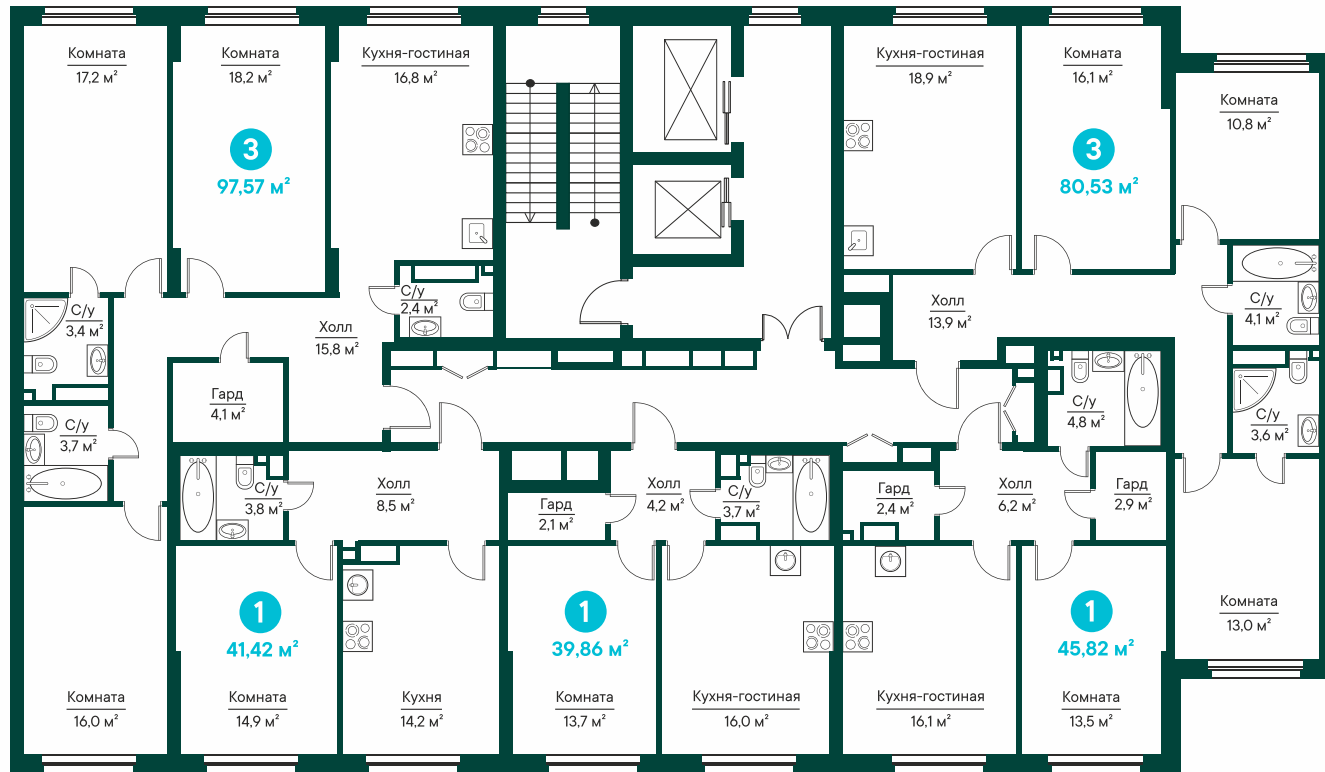 Комната
17,2 м²
Комната
18,2 м²
3
97,57 м²
Кухня-гостиная
16,8 м²
Кухня-гостиная
18,9 м²
Комната
16,1 м²
3
80,53 м²
Комната
10,8 м²
С/у
3,4 м²
Холл
15,8 м²
С/у
2,4 м²
Холл
13,9 м²
С/у
4,1 м²
Гард
4,1 м²
С/у
3,7 м²
С/у
4,8 м²
С/у
3,6 м²
С/у
3,8 м²
Холл
8,5 м²
Гард
2,1 м²
Холл
4,2 м²
С/у
3,7 м²
Гард
2,4 м²
Холл
6,2 м²
Гард
2,9 м²
Комната
16,0 м²
1
41,42 м²
Комната
14,9 м²
Кухня
14,2 м²
1
39,86 м²
Комната
13,7 м²
Кухня-гостиная
16,0 м²
Кухня-гостиная
16,1 м²
1
45,82 м²
Комната
13,5 м²
Комната
13,0 м²